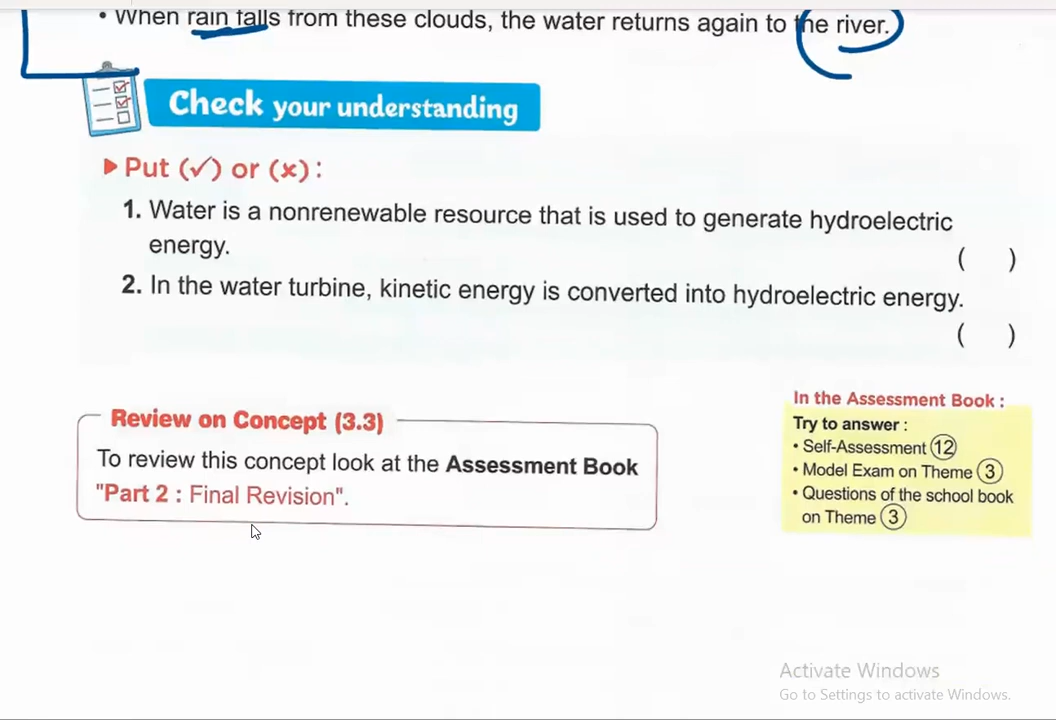 • When rain falls from these clouds, the water returns again to the river.
Check your understanding
Put (✓) or (x) :
1. Water is a nonrenewable resource that is used to generate hydroelectric
energy.
( )
2. In the water turbine, kinetic energy is converted into hydroelectric energy.
( )
Review on Concept (3.3)
To review this concept look at the Assessment Book
"Part 2 : Final Revision".
In the Assessment Book :
Try to answer :
• Self-Assessment 12
• Model Exam on Theme 3
• Questions of the school book
on Theme 3
Activate Windows
Go to Settings to activate Windows.